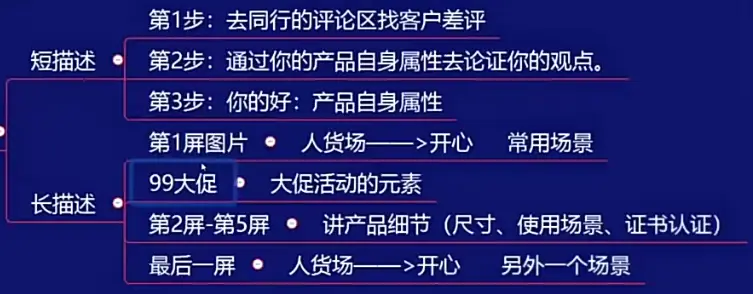 短描述
第1步：去同行的评论区找客户差评
第2步：通过你的产品自身属性去论证你的观点。
第3步：你的好：产品自身属性
长描述
第1屏图片 人货场——>开心 常用场景
99大促 大促活动的元素
第2屏-第5屏 讲产品细节（尺寸、使用场景、证书认证）
最后一屏 人货场——>开心 另外一个场景